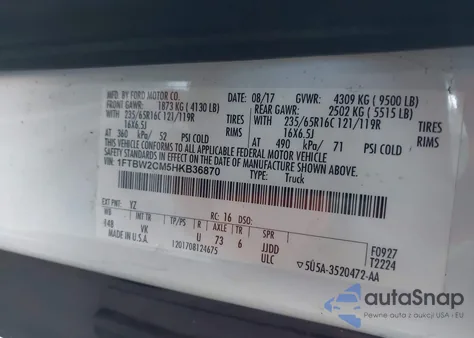 MFD. BY FORD MOTOR CO.
08/17 GVWR: 4309 KG ( 9500 LB)
FRONT GAWR: 1873 KG ( 4130 LB) REAR GAWR: 2502 KG ( 5515 LB)
WITH 235/65R16C 121/119R TIRES WITH 235/65R16C 121/119R TIRES
16X6.5J RIMS 16X6.5J RIMS
AT 360 kPa/ 52 PSI COLD AT 490 kPa/ 71 PSI COLD
THIS VEHICLE CONFORMS TO ALL APPLICABLE FEDERAL MOTOR VEHICLE SAFETY STANDARDS IN EFFECT ON THE DATE OF MANUFACTURE SHOWN ABOVE.
VIN: 1FTBW2CM5HKB36870
TYPE: Truck
EXT PNT: YZ RC: 16 DSO:
WB INT TR TP/PS R AXLE TR SPR
148 VK U 73 6 JJDD F0927
MADE IN U.S.A. 1201708124675 ULC T2224
5U5A-3520472-AA
autoSnap
Pewne auto z USA - EU